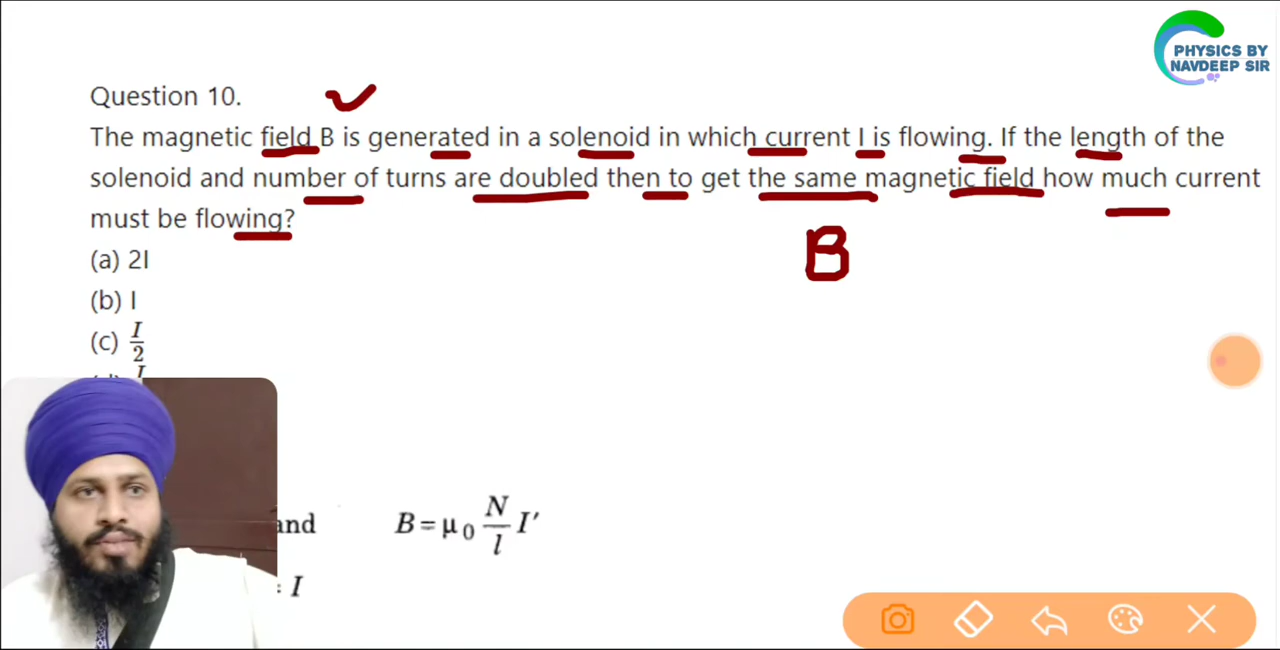 PHYSICS BY
NAVDEEP SIR
Question 10.
The magnetic field B is generated in a solenoid in which current I is flowing. If the length of the
solenoid and number of turns are doubled then to get the same magnetic field how much current
must be flowing?
B
(a) 2I
(b) I
(c) I/2
and B = μ₀ N/l I′
= I